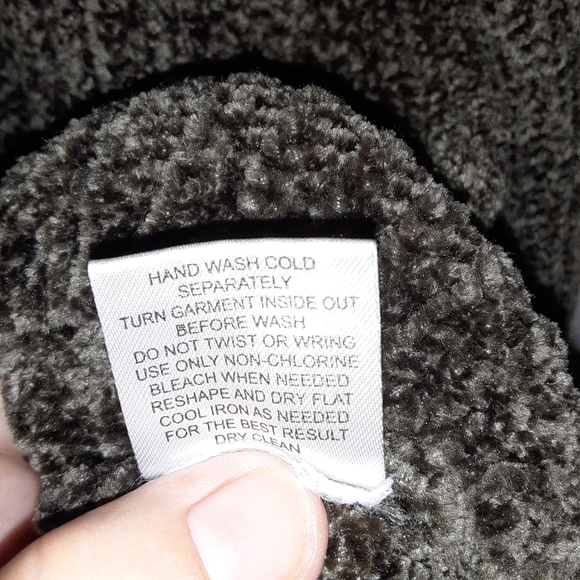 HAND WASH COLD
SEPARATELY
TURN GARMENT INSIDE OUT
BEFORE WASH
DO NOT TWIST OR WRING
USE ONLY NON-CHLORINE
BLEACH WHEN NEEDED
RESHAPE AND DRY FLAT
COOL IRON AS NEEDED
FOR THE BEST RESULT
DRY CLEAN